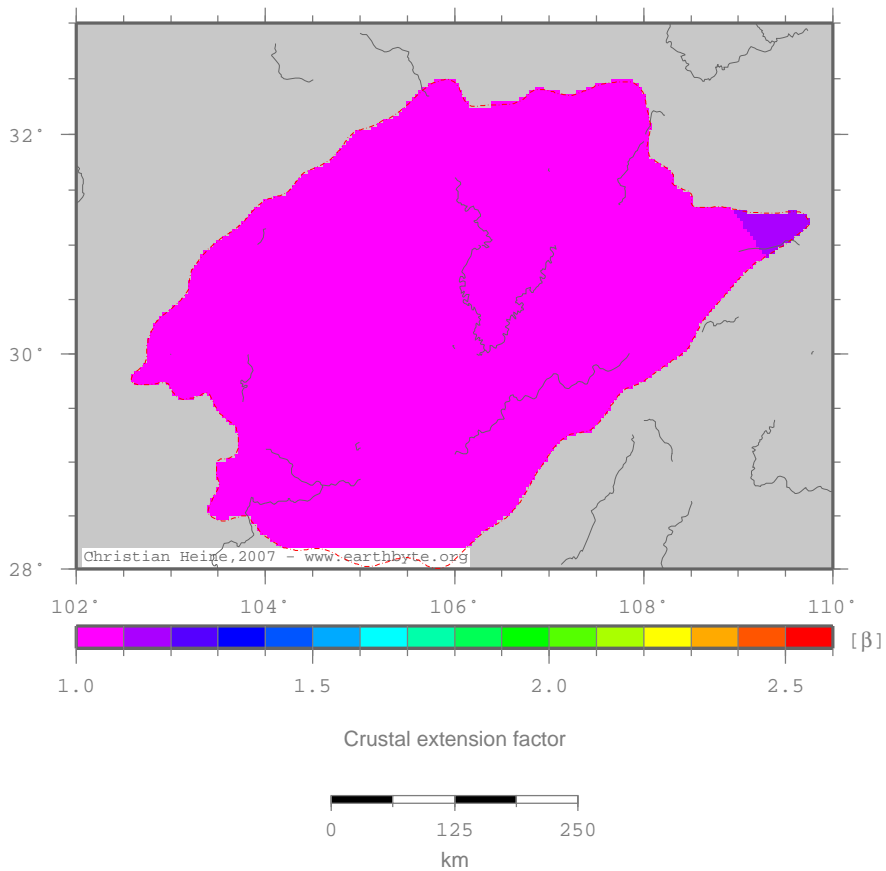 32°
30°
28°
Christian Heine,2007 - www.earthbyte.org
102° 104° 106° 108° 110°
[β]
1.0 1.5 2.0 2.5
Crustal extension factor
0 125 250
km